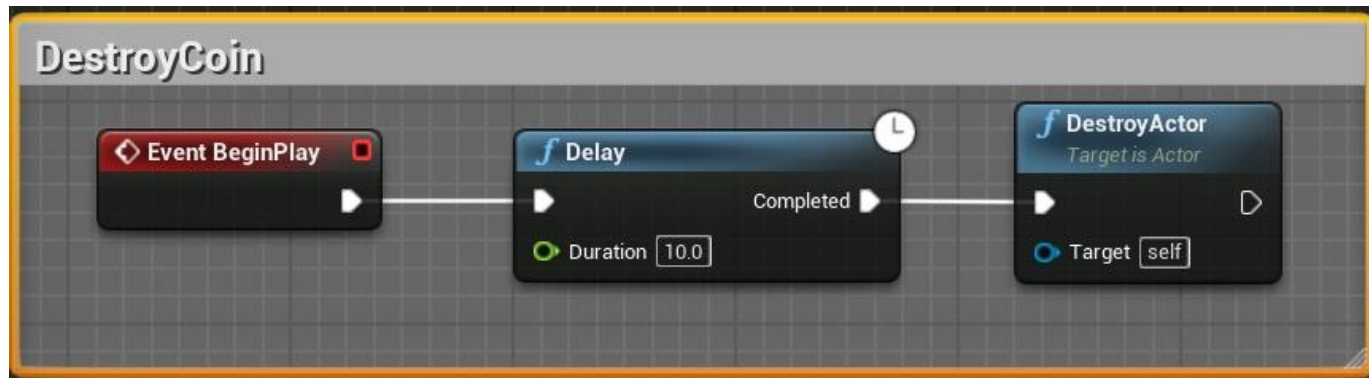 DestroyCoin
Event BeginPlay
Delay
Completed
Duration 10.0
DestroyActor
Target is Actor
Target self